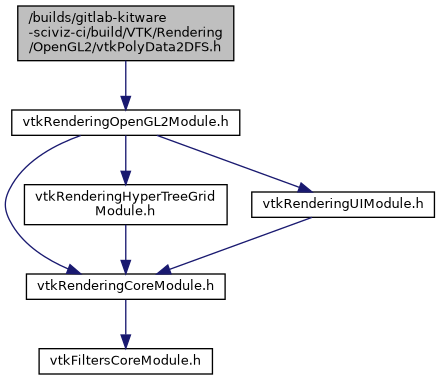 /builds/gitlab-kitware
-sciviz-ci/build/VTK/Rendering
/OpenGL2/vtkPolyData2DFS.h
vtkRenderingOpenGL2Module.h
vtkRenderingHyperTreeGrid
Module.h
vtkRenderingUIModule.h
vtkRenderingCoreModule.h
vtkFiltersCoreModule.h